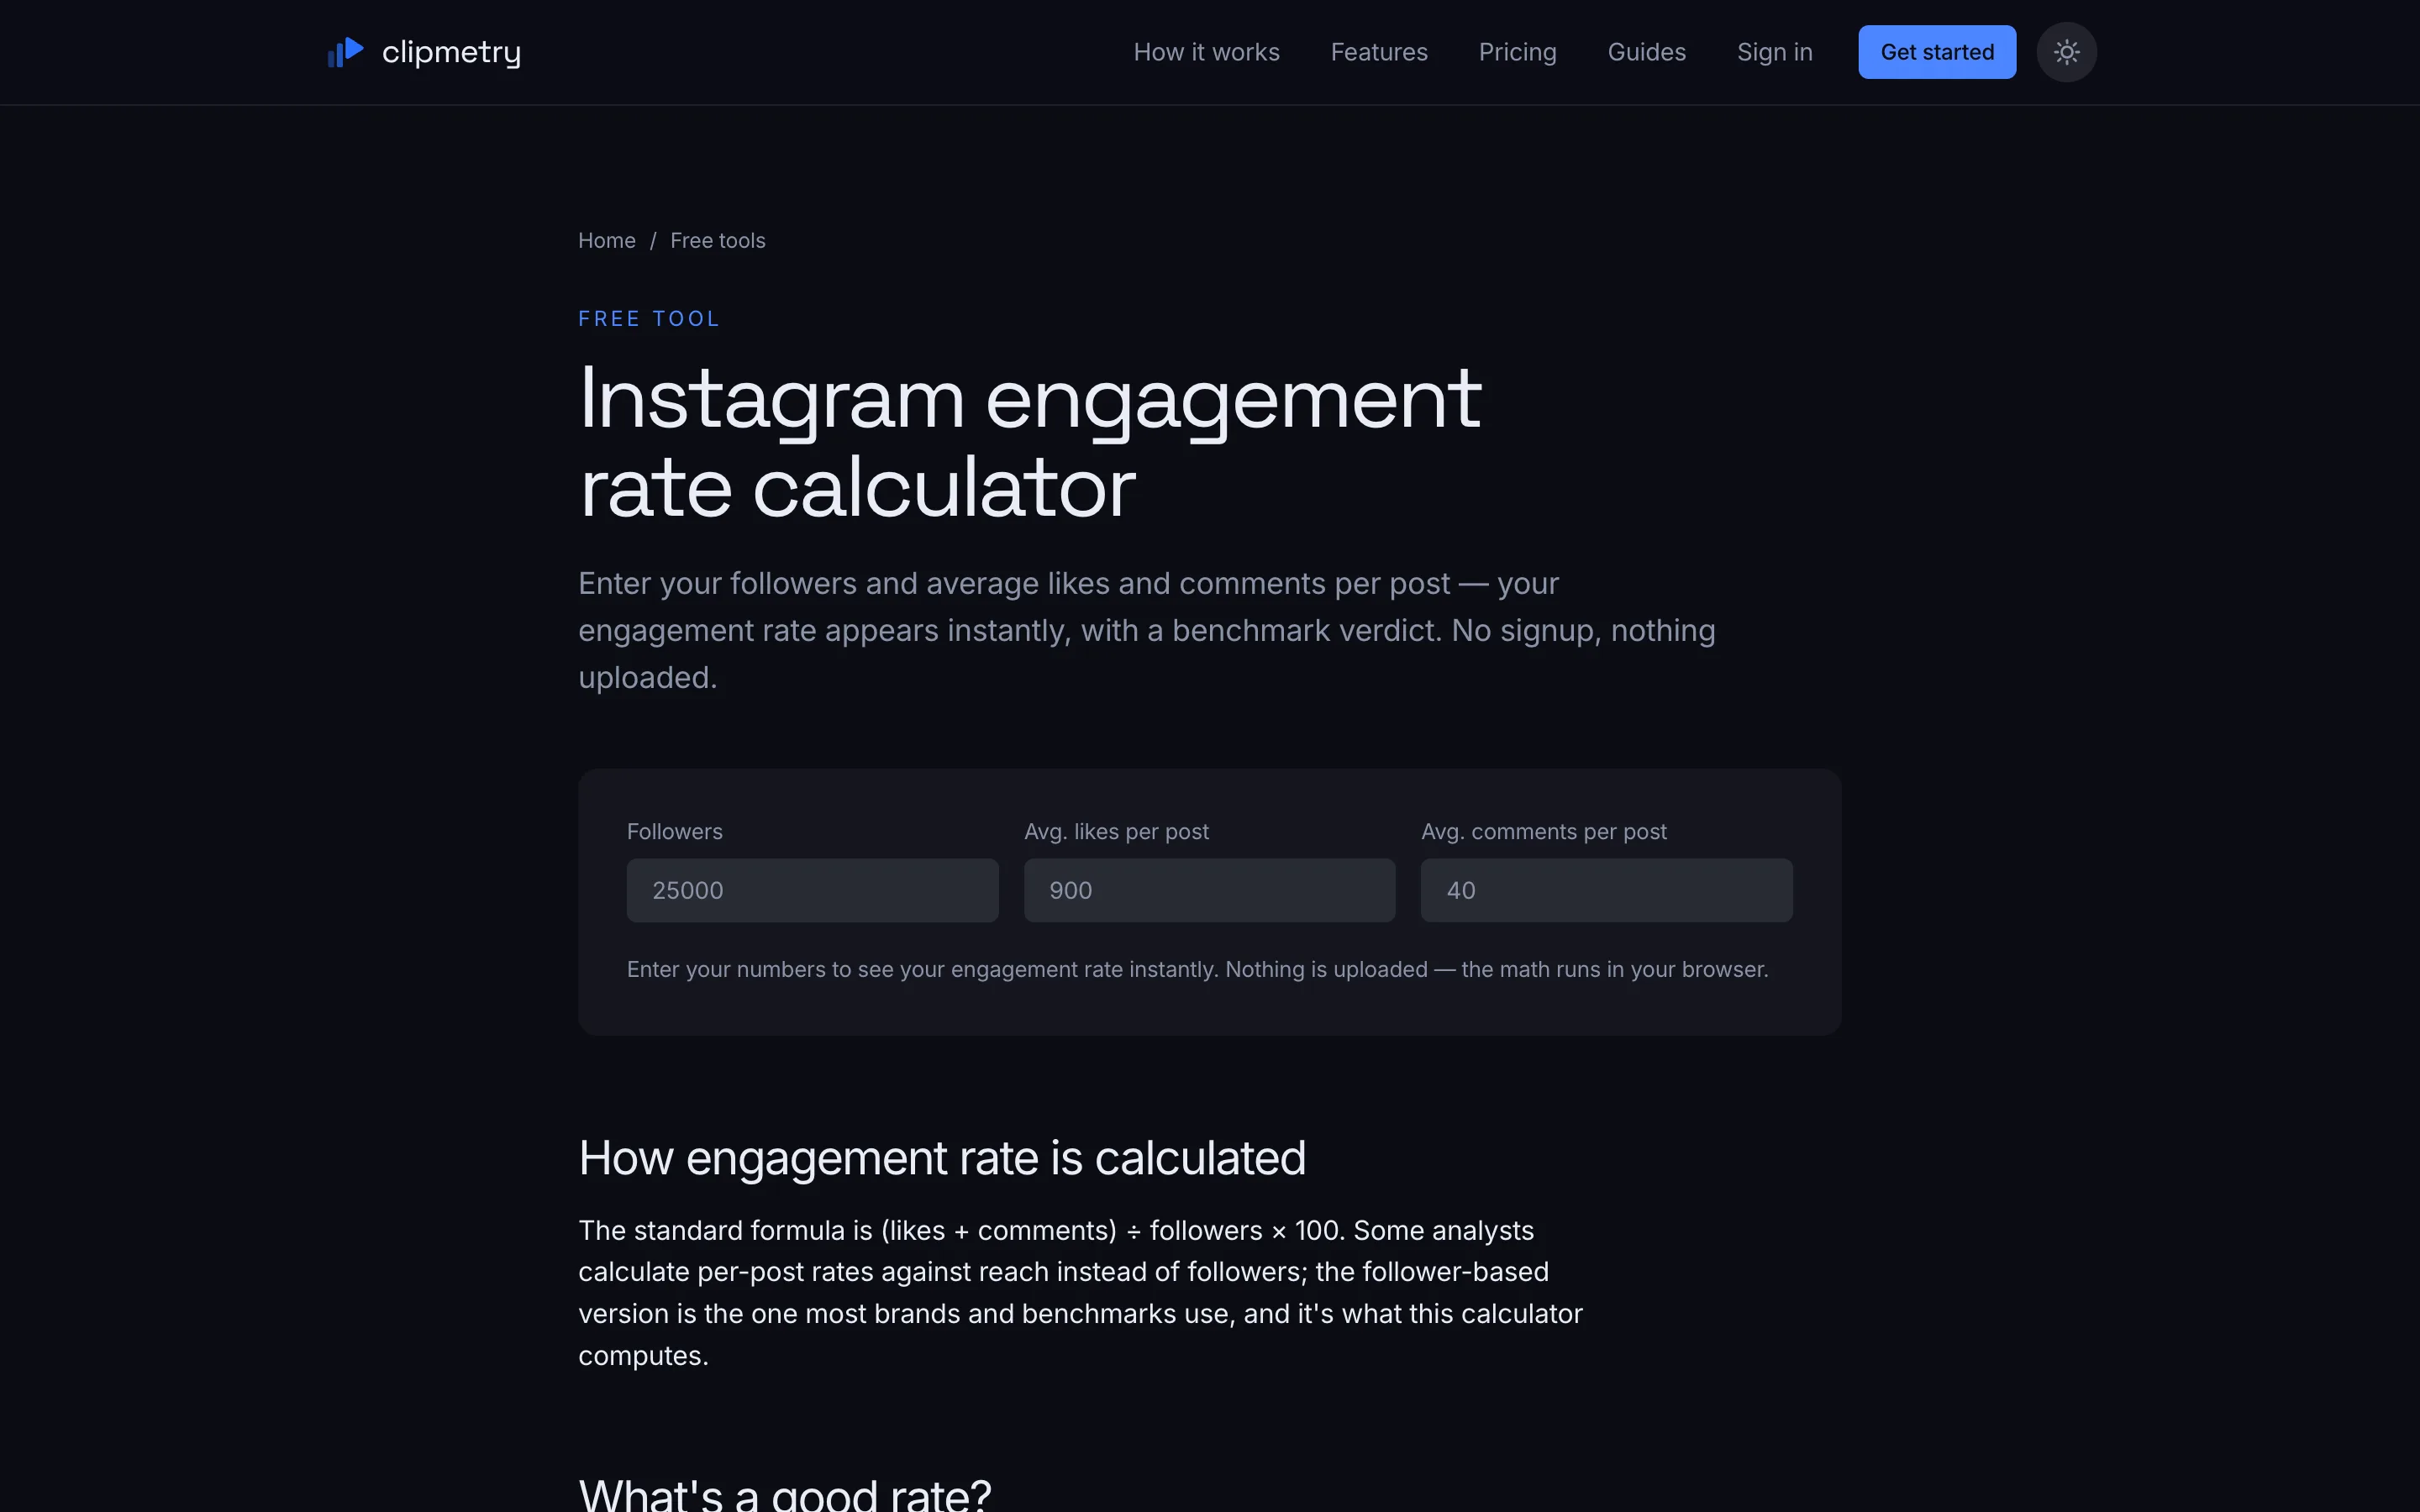 clipmetry
How it works
Features
Pricing
Guides
Sign in
Get started
Home / Free tools
FREE TOOL
Instagram engagement
rate calculator
Enter your followers and average likes and comments per post — your
engagement rate appears instantly, with a benchmark verdict. No signup, nothing
uploaded.
Followers
Avg. likes per post
Avg. comments per post
25000
900
40
Enter your numbers to see your engagement rate instantly. Nothing is uploaded — the math runs in your browser.
How engagement rate is calculated
The standard formula is (likes + comments) ÷ followers × 100. Some analysts
calculate per-post rates against reach instead of followers; the follower-based
version is the one most brands and benchmarks use, and it's what this calculator
computes.
What's a good rate?